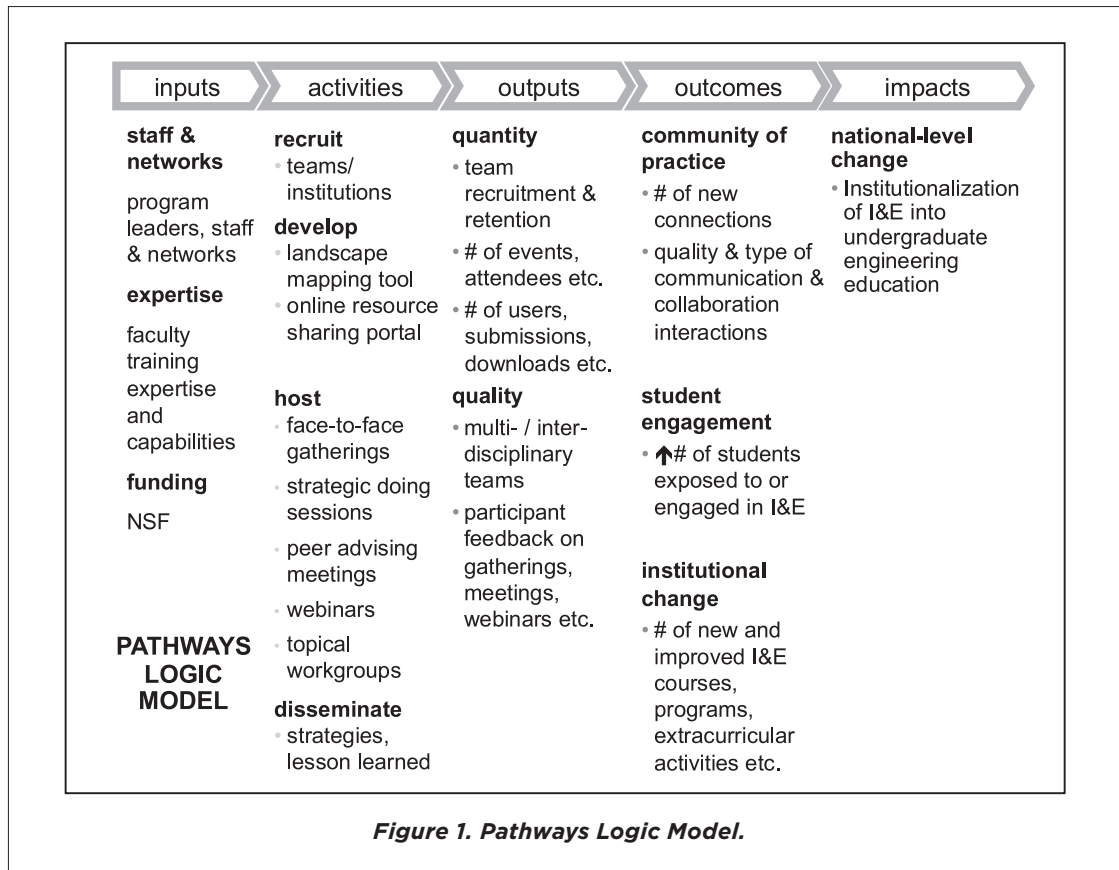 inputs
activities
outputs
outcomes
impacts
staff &
networks
program
leaders, staff
& networks
expertise
faculty
training
expertise
and
capabilities
funding
NSF
PATHWAYS
LOGIC
MODEL
recruit
• teams/
institutions
develop
• landscape
mapping tool
• online resource
sharing portal
host
• face-to-face
gatherings
• strategic doing
sessions
• peer advising
meetings
• webinars
• topical
workgroups
disseminate
• strategies,
lesson learned
quantity
• team
recruitment &
retention
• # of events,
attendees etc.
• # of users,
submissions,
downloads etc.
quality
• multi- / inter-
disciplinary
teams
• participant
feedback on
gatherings,
meetings,
webinars etc.
community of
practice
• # of new
connections
• quality & type of
communication &
collaboration
interactions
student
engagement
• ↑# of students
exposed to or
engaged in I&E
institutional
change
• # of new and
improved I&E
courses,
programs,
extracurricular
activities etc.
national-level
change
• Institutionalization
of I&E into
undergraduate
engineering
education
Figure 1. Pathways Logic Model.